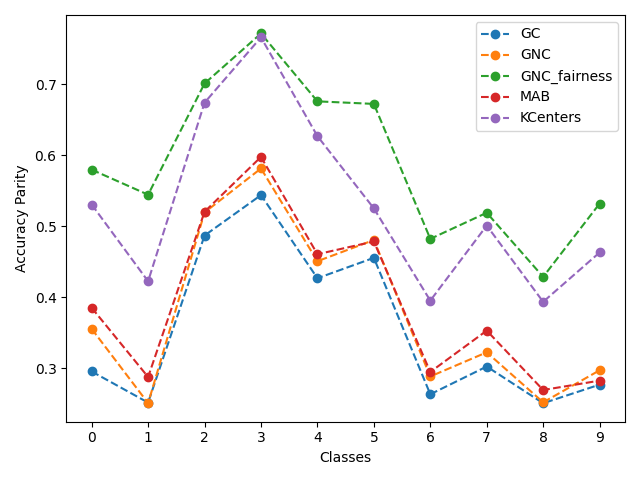 GC
GNC
GNC_fairness
MAB
KCenters
Accuracy Parity
0.7
0.6
0.5
0.4
0.3
0 1 2 3 4 5 6 7 8 9
Classes